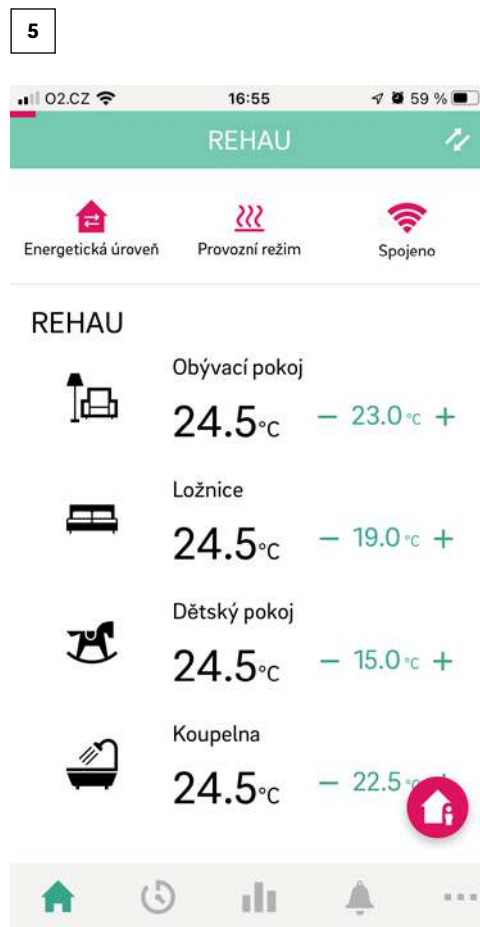 5
O2.CZ 16:55 59 %
REHAU
Energetická úroveň Provozní režim Spojeno
REHAU
Obývací pokoj
24.5°C − 23.0 °C +
Ložnice
24.5°C − 19.0 °C +
Dětský pokoj
24.5°C − 15.0 °C +
Koupelna
24.5°C − 22.5